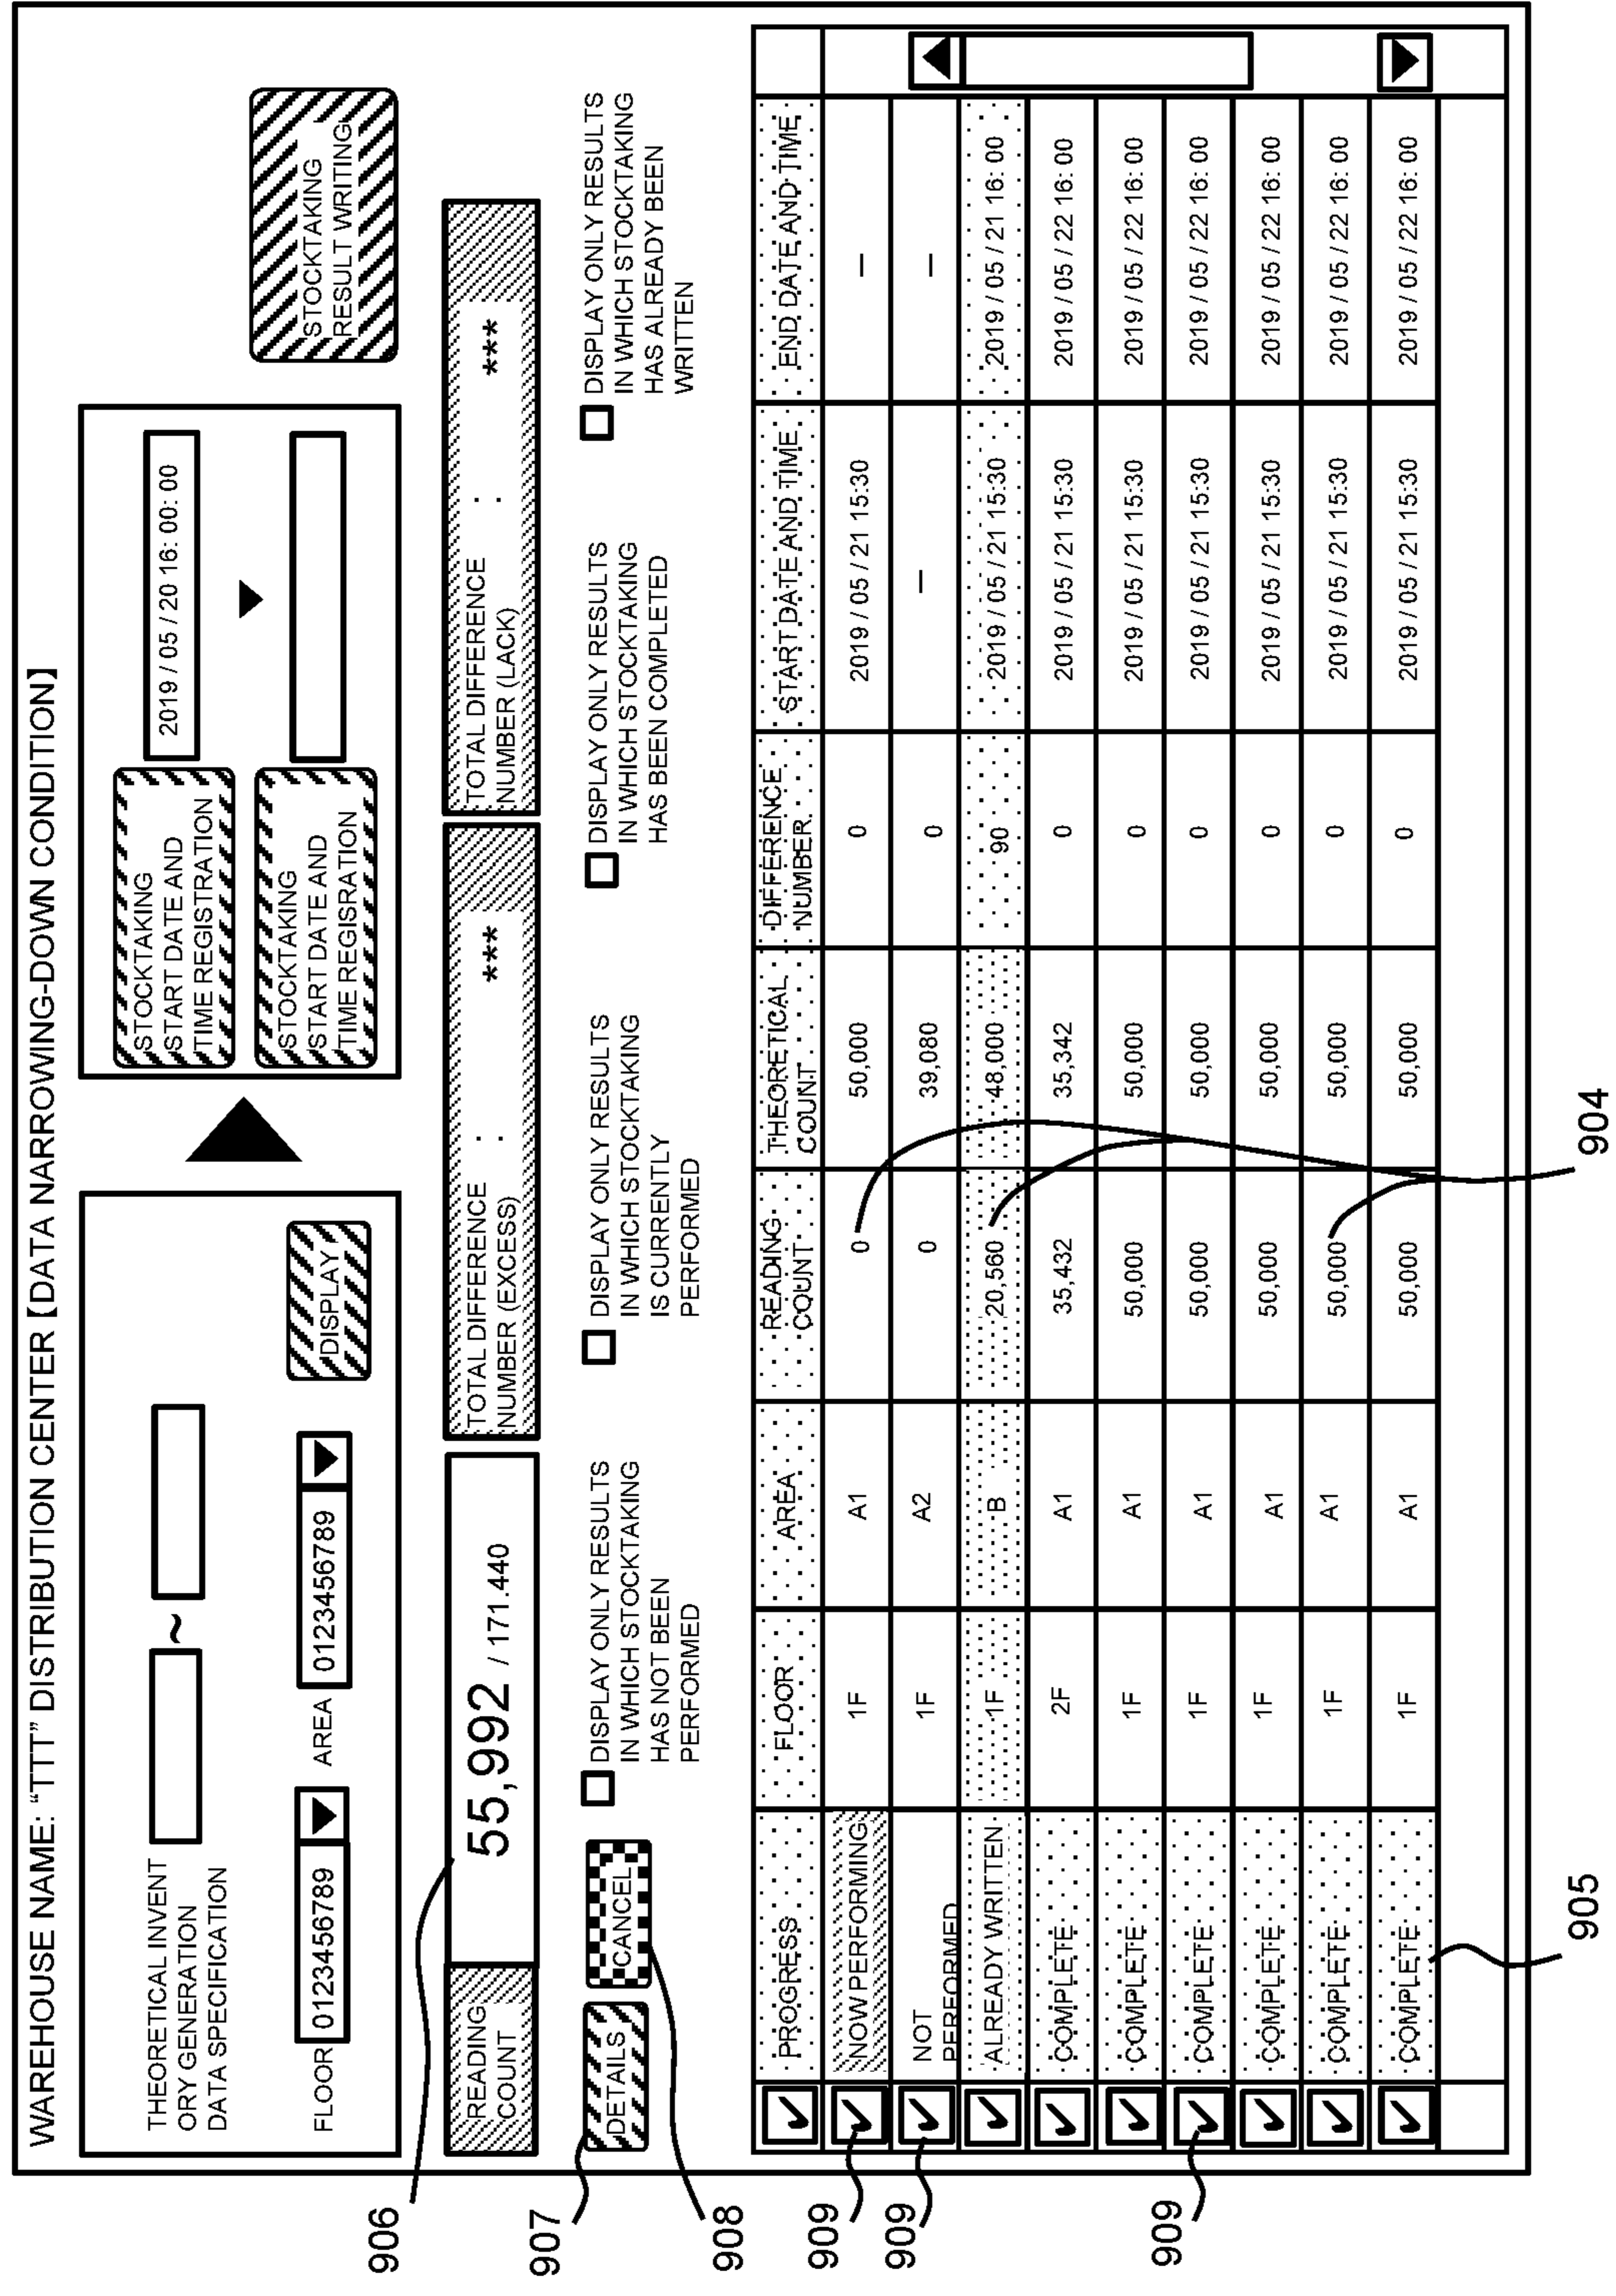 WAREHOUSE NAME: “TTT” DISTRIBUTION CENTER【DATA NARROWING-DOWN CONDITION】
THEORETICAL INVENT
ORY GENERATION
DATA SPECIFICATION
~
FLOOR 0123456789 AREA 0123456789
DISPLAY
STOCKTAKING
START DATE AND
TIME REGISTRATION
2019 / 05 / 20 16: 00: 00
STOCKTAKING
START DATE AND
TIME REGISRATION
STOCKTAKING
RESULT WRITING
906
READING
COUNT
55,992 / 171.440
TOTAL DIFFERENCE
NUMBER (EXCESS)
:
***
TOTAL DIFFERENCE
NUMBER (LACK)
:
***
907
DETAILS
908
CANCEL
DISPLAY ONLY RESULTS
IN WHICH STOCKTAKING
HAS NOT BEEN
PERFORMED
DISPLAY ONLY RESULTS
IN WHICH STOCKTAKING
IS CURRENTLY
PERFORMED
DISPLAY ONLY RESULTS
IN WHICH STOCKTAKING
HAS BEEN COMPLETED
DISPLAY ONLY RESULTS
IN WHICH STOCKTAKING
HAS ALREADY BEEN
WRITTEN
PROGRESS FLOOR AREA READING COUNT THEORETICAL COUNT DIFFERENCE NUMBER START DATE AND TIME END DATE AND TIME
909 NOW PERFORMING 1F A1 0 50,000 0 2019 / 05 / 21 15:30 —
909 NOT PERFORMED 1F A2 0 39,080 0 — —
ALREADY WRITTEN 1F B 20,560 48,000 90 2019 / 05 / 21 15:30 2019 / 05 / 21 16: 00
COMPLETE 2F A1 35,432 35,342 0 2019 / 05 / 21 15:30 2019 / 05 / 22 16: 00
COMPLETE 1F A1 50,000 50,000 0 2019 / 05 / 21 15:30 2019 / 05 / 22 16: 00
909 COMPLETE 1F A1 50,000 50,000 0 2019 / 05 / 21 15:30 2019 / 05 / 22 16: 00
COMPLETE 1F A1 50,000 50,000 0 2019 / 05 / 21 15:30 2019 / 05 / 22 16: 00
COMPLETE 1F A1 50,000 50,000 0 2019 / 05 / 21 15:30 2019 / 05 / 22 16: 00
COMPLETE 1F A1 50,000 50,000 0 2019 / 05 / 21 15:30 2019 / 05 / 22 16: 00
905
904